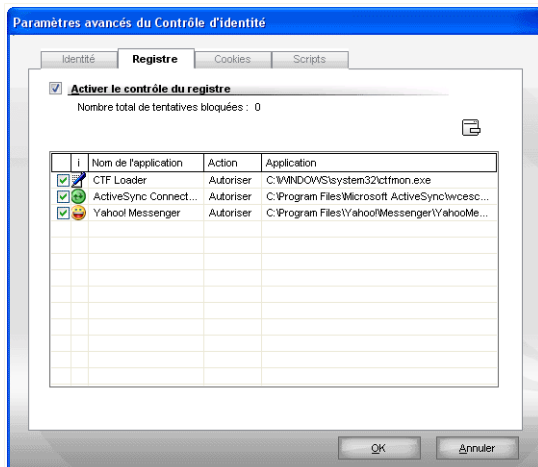 Paramètres avancés du Contrôle d'identité
Identité Registre Cookies Scripts
Activer le contrôle du registre
Nombre total de tentatives bloquées : 0
i Nom de l'application Action Application
CTF Loader Autoriser C:\WINDOWS\system32\ctfmon.exe
ActiveSync Connect... Autoriser C:\Program Files\Microsoft ActiveSync\wcesc...
Yahoo! Messenger Autoriser C:\Program Files\Yahoo!\Messenger\YahooMe...
OK Annuler